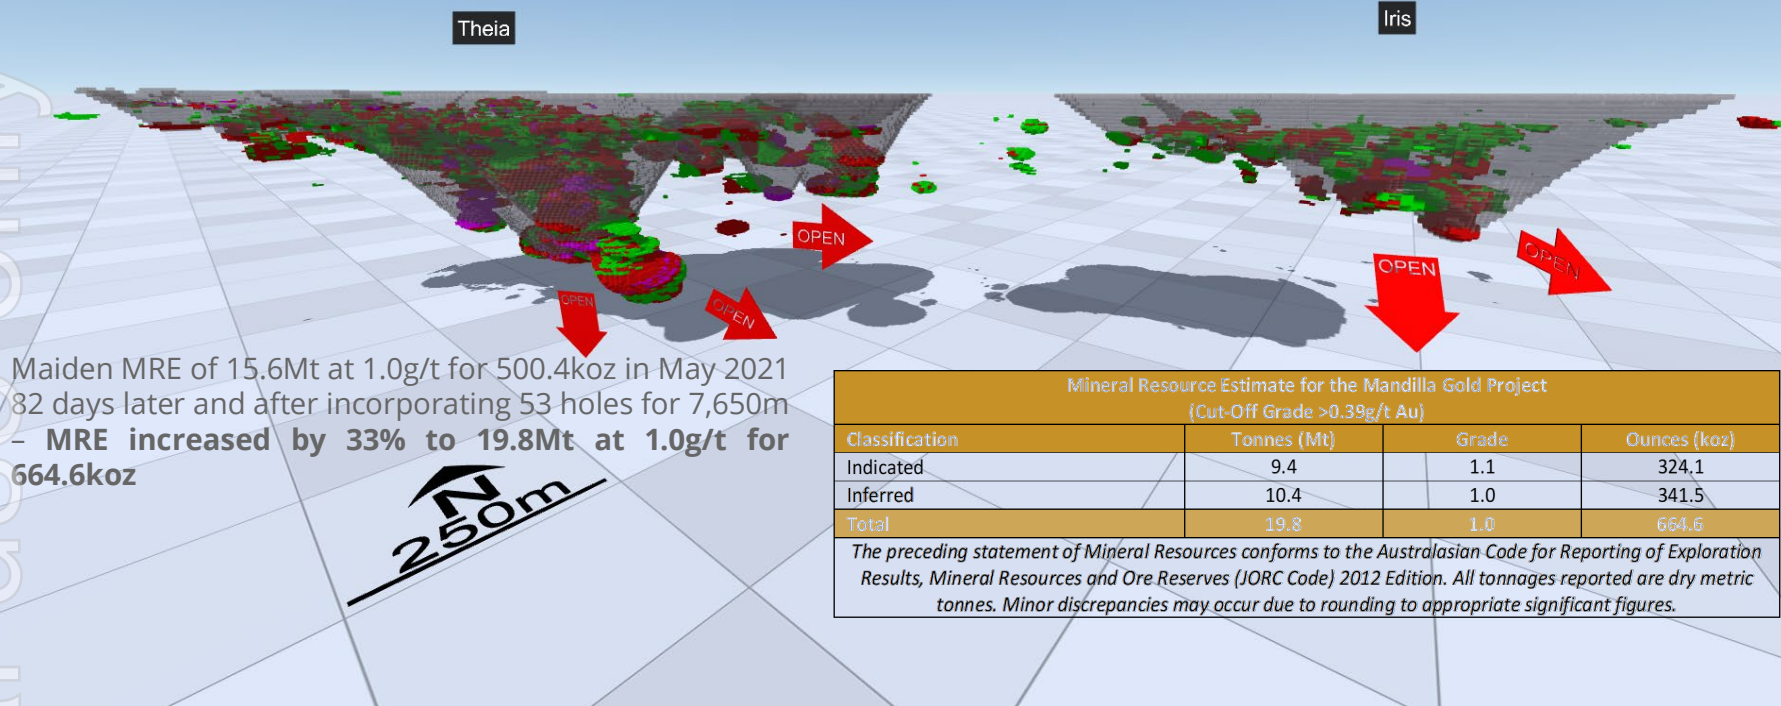 Theia
Iris
OPEN
OPEN
OPEN
OPEN
OPEN
Maiden MRE of 15.6Mt at 1.0g/t for 500.4koz in May 2021
82 days later and after incorporating 53 holes for 7,650m
– MRE increased by 33% to 19.8Mt at 1.0g/t for
664.6koz
N
250m
Mineral Resource Estimate for the Mandilla Gold Project
(Cut-Off Grade >0.39g/t Au)
Classification Tonnes (Mt) Grade Ounces (koz)
Indicated 9.4 1.1 324.1
Inferred 10.4 1.0 341.5
Total 19.8 1.0 664.6
The preceding statement of Mineral Resources conforms to the Australasian Code for Reporting of Exploration
Results, Mineral Resources and Ore Reserves (JORC Code) 2012 Edition. All tonnages reported are dry metric
tonnes. Minor discrepancies may occur due to rounding to appropriate significant figures.